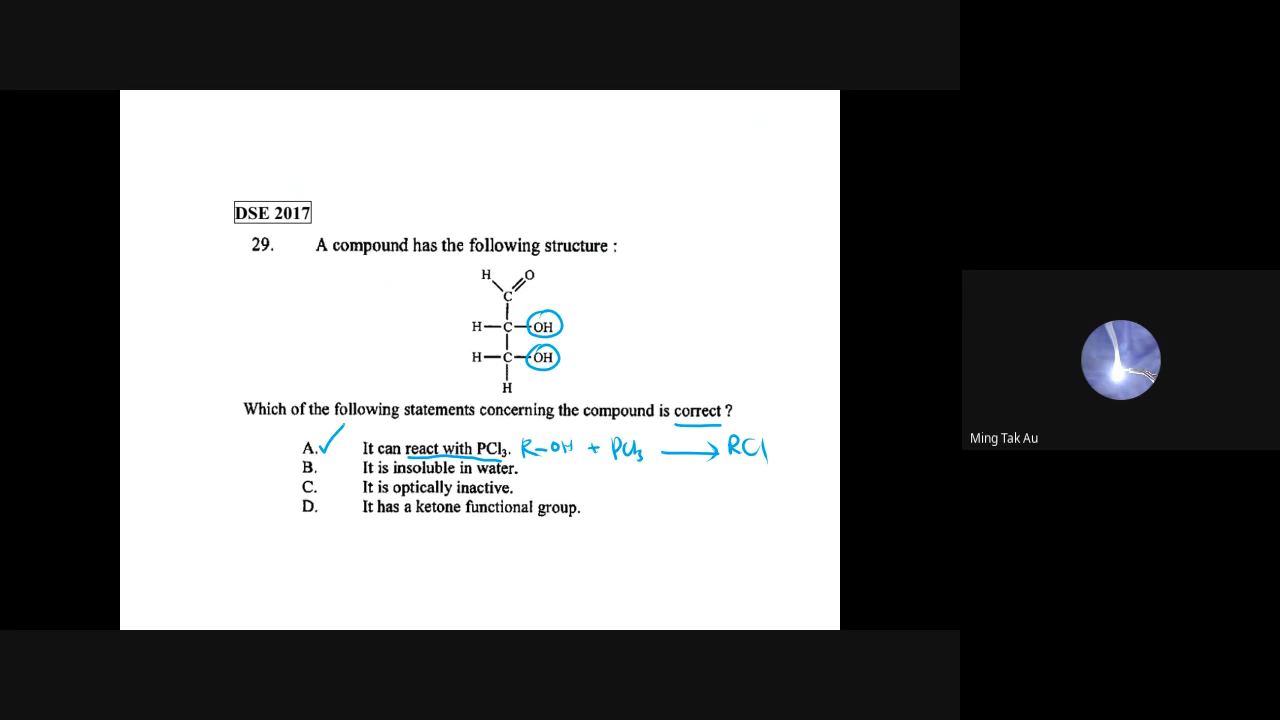 DSE 2017
29. A compound has the following structure :
H O
C
H—C—OH
H—C—OH
H
Which of the following statements concerning the compound is correct ?
A.✓ It can react with PCl₃. R-OH + PCl₃ ⟶ RCl
B. It is insoluble in water.
C. It is optically inactive.
D. It has a ketone functional group.
Ming Tak Au